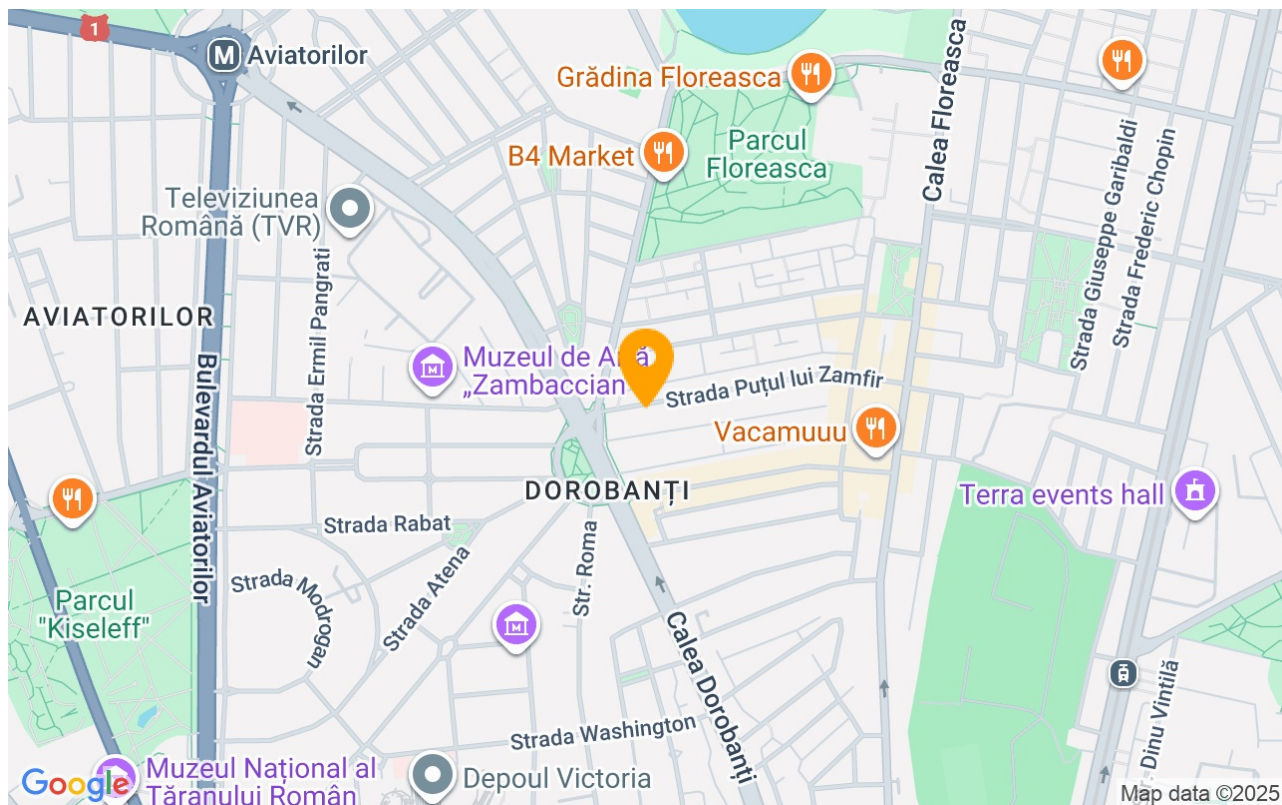 1
M Aviatorilor
Grădina Floreasca
Calea Floreasca
B4 Market
Parcul
Floreasca
Strada Giuseppe Garibaldi
Strada Frederic Chopin
Televiziunea
Română (TVR)
Strada Ermil Pangrati
AVIATORILOR
Bulevardul Aviatorilor
Muzeul de
„Zambaccian
Strada Puțul lui Zamfir
Vacamuuu
DOROBANȚI
Terra events hall
Strada Rabat
Strada Atena
Str. Roma
Strada Modrogan
Parcul
"Kiseleff"
Calea Dorobanți
Strada Washington
Dinu Vintilă
Muzeul Național al
Țăranului Român
Depoul Victoria
Google
Map data ©2025